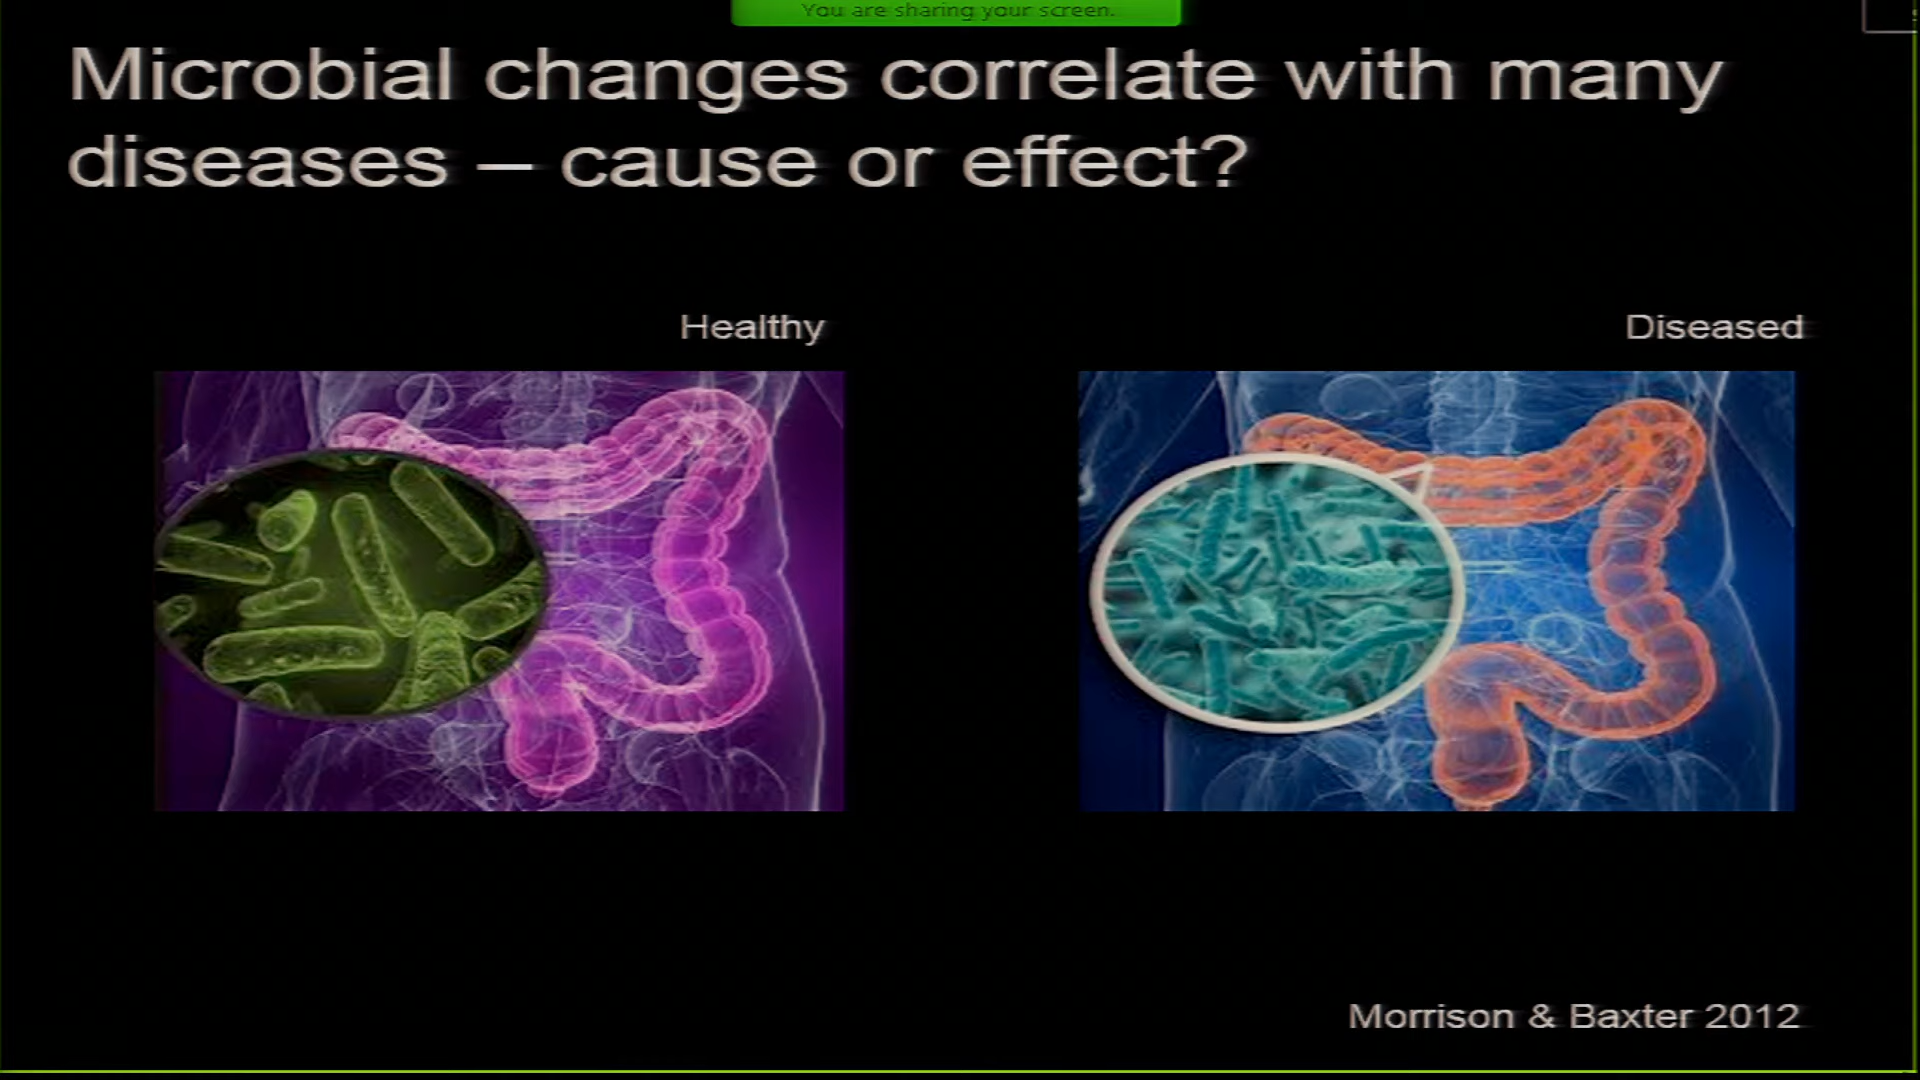 You are sharing your screen.
Microbial changes correlate with many
diseases – cause or effect?
Healthy
Diseased
Morrison & Baxter 2012